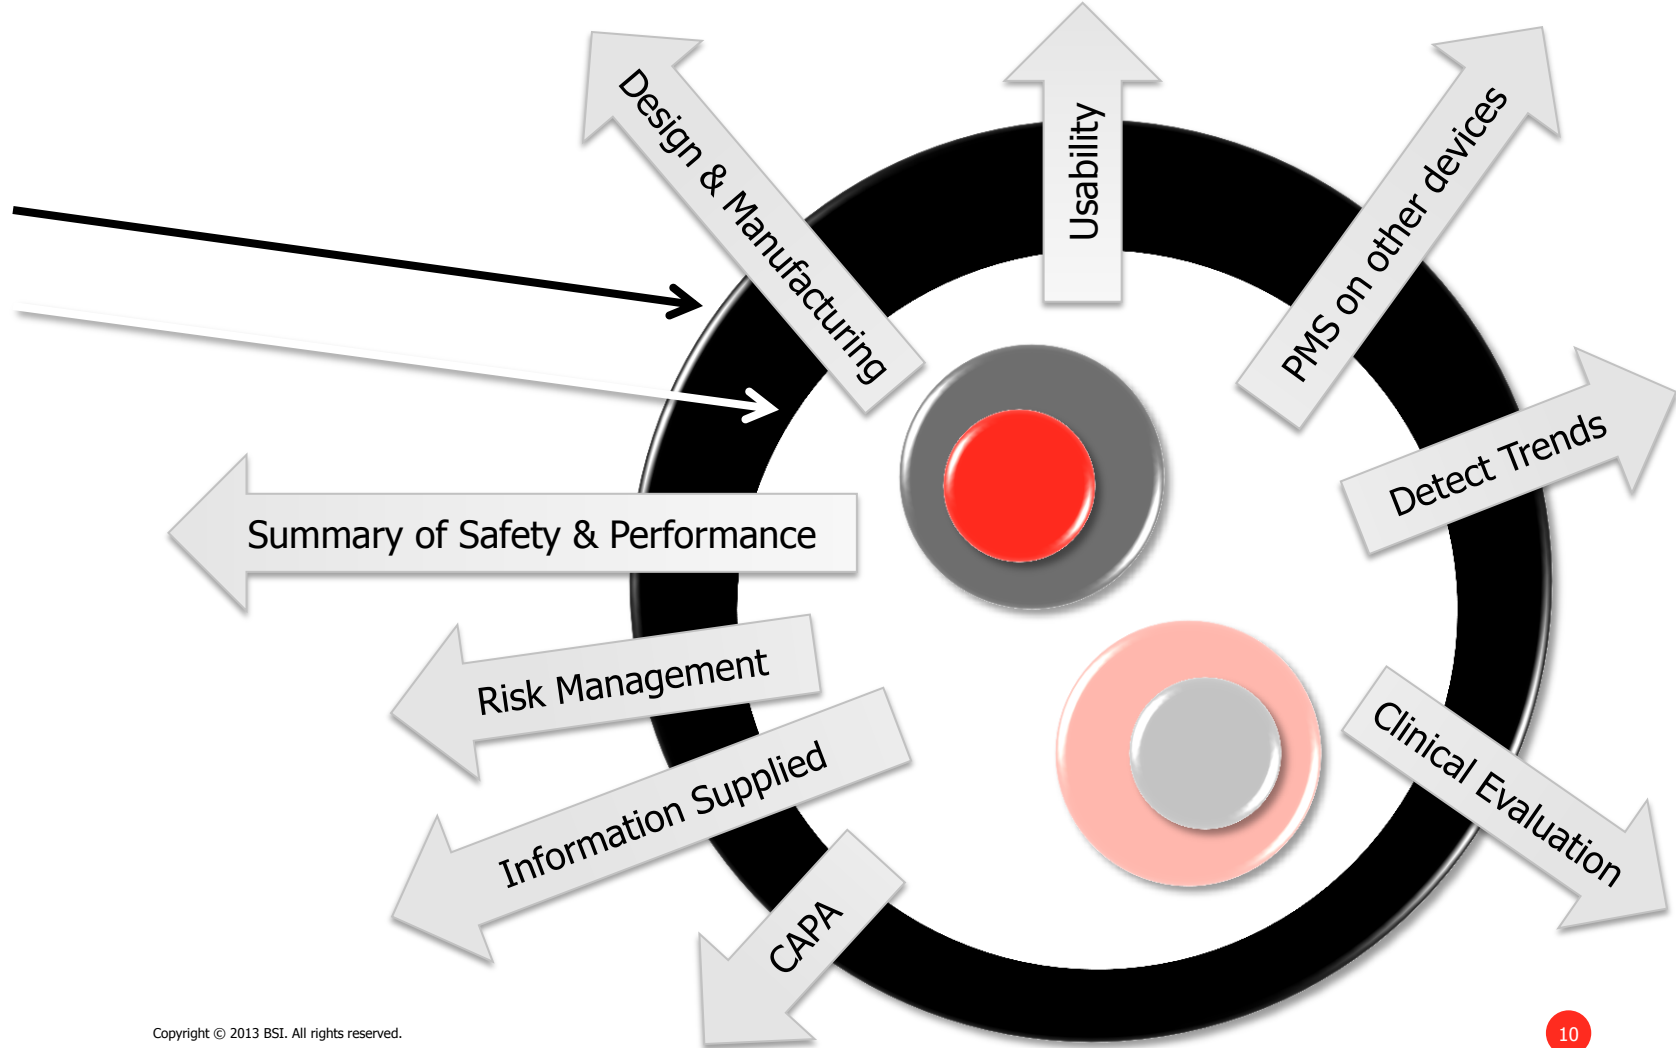 Design & Manufacturing
Usability
PMS on other devices
Detect Trends
Summary of Safety & Performance
Risk Management
Information Supplied
Clinical Evaluation
CAPA
Copyright © 2013 BSI. All rights reserved.
10